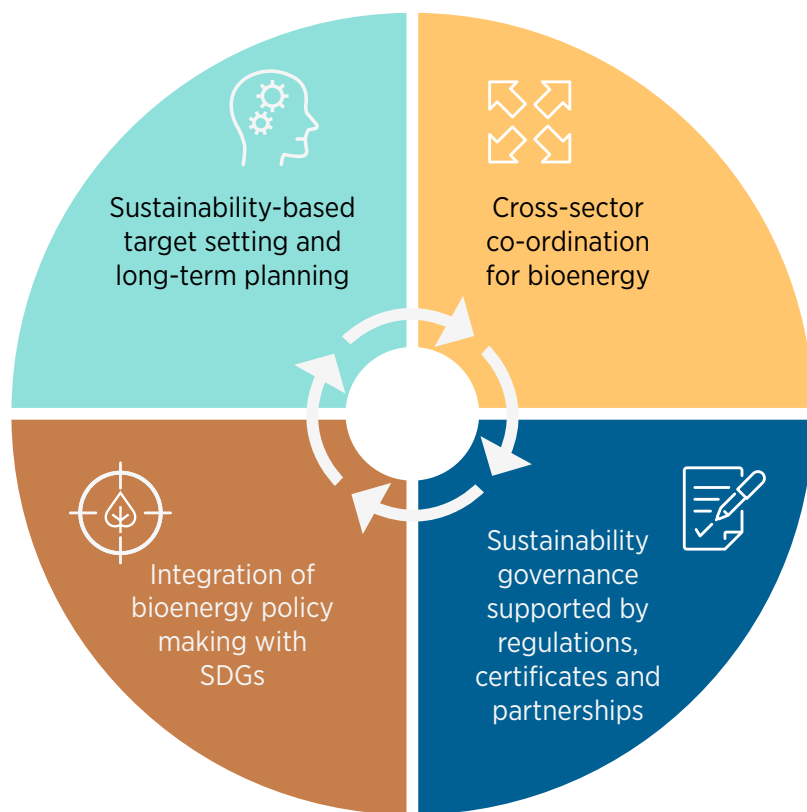 Sustainability-based
target setting and
long-term planning
Cross-sector
co-ordination
for bioenergy
Integration of
bioenergy policy
making with
SDGs
Sustainability
governance
supported by
regulations,
certificates and
partnerships